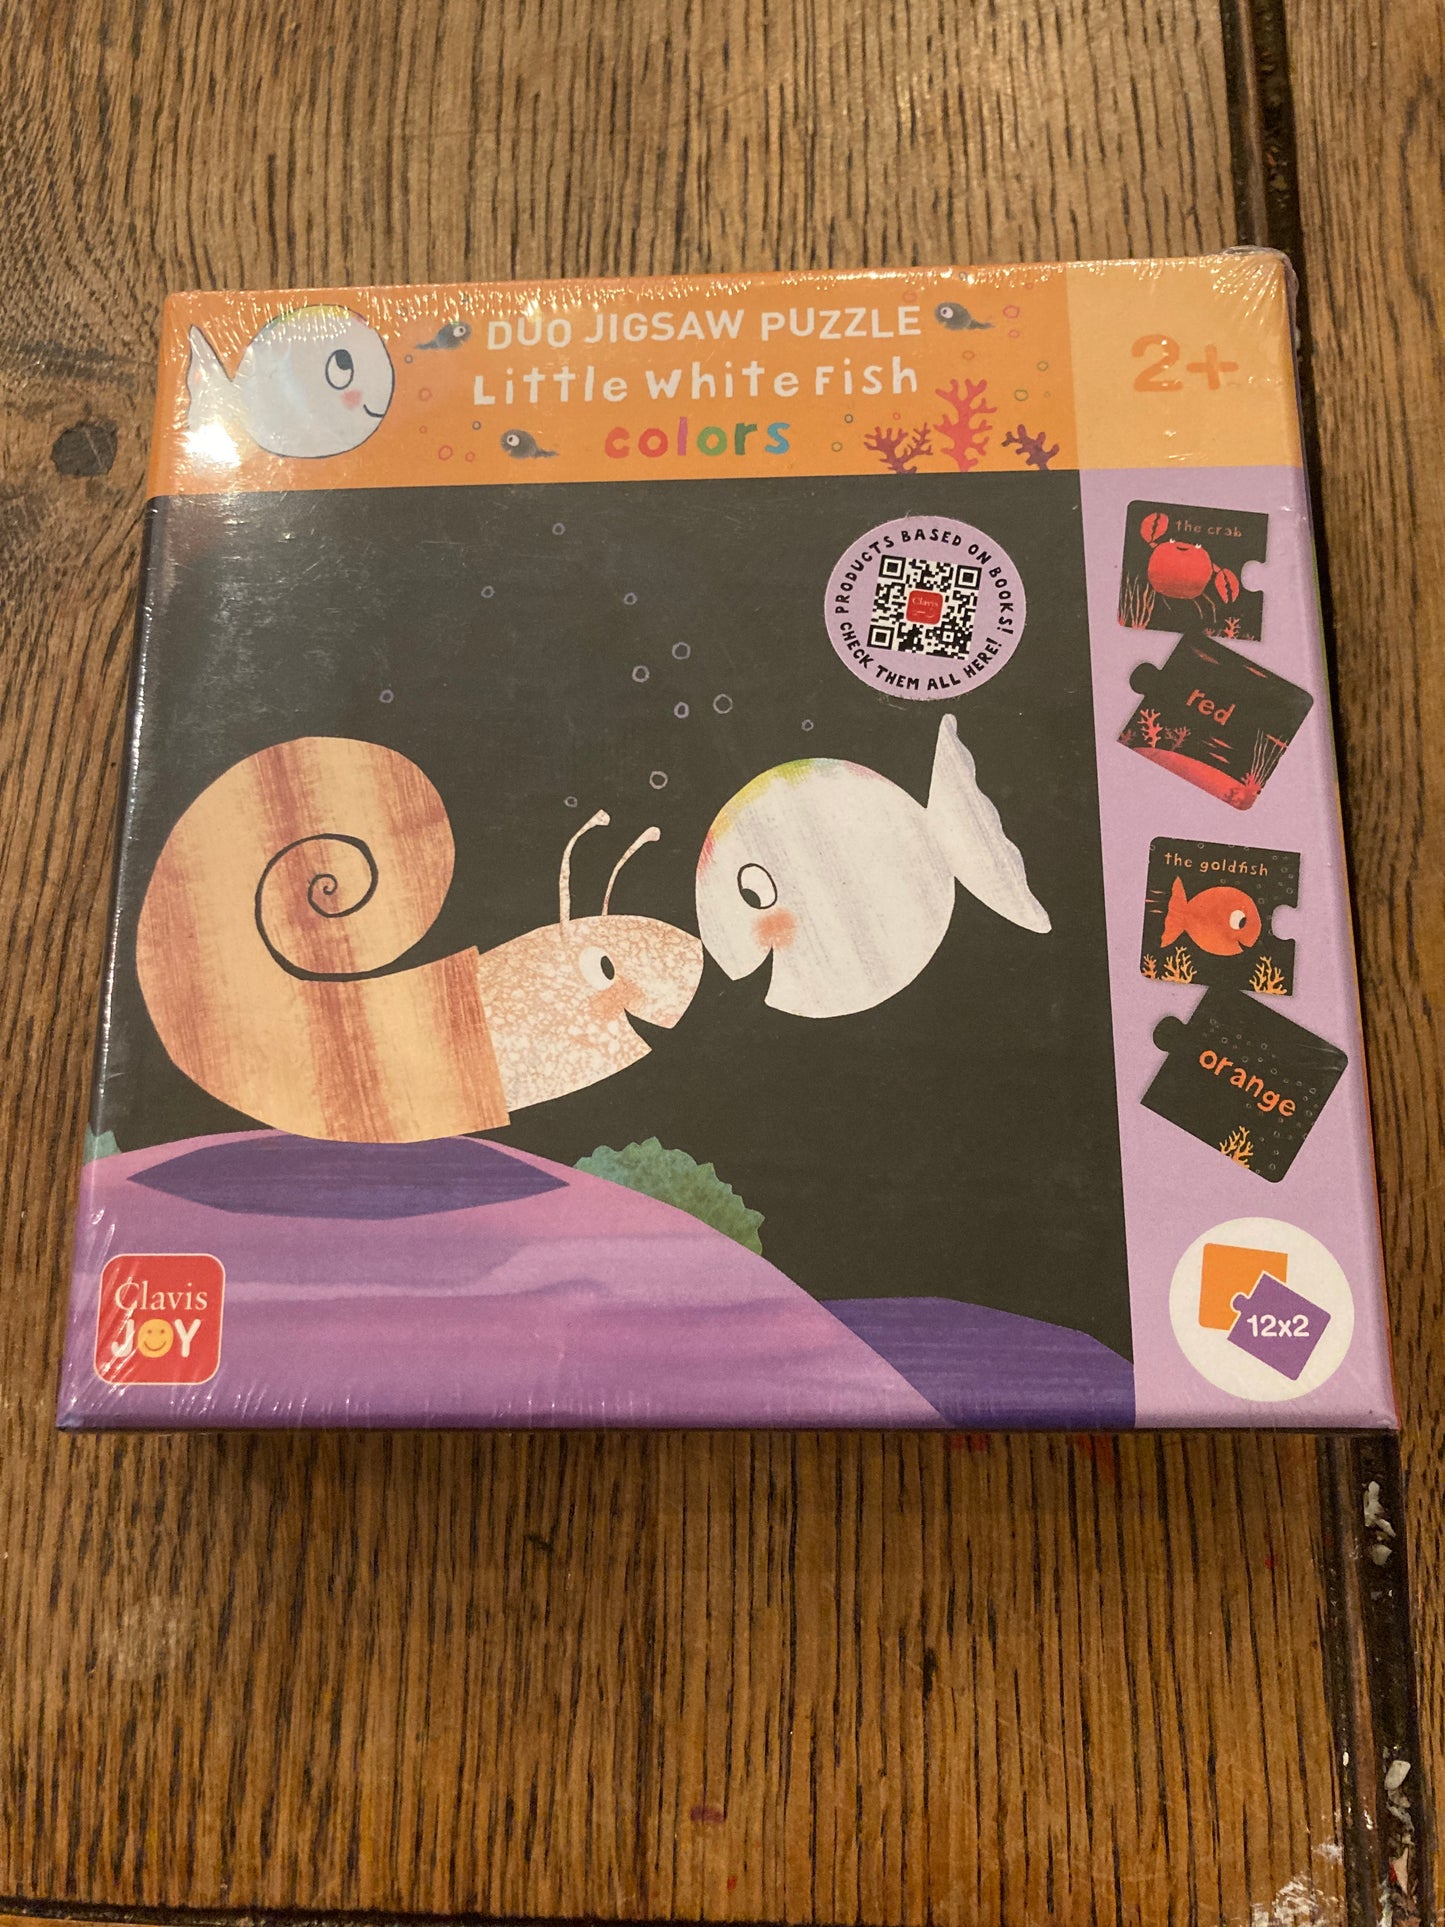 DUO JIGSAW PUZZLE
Little White Fish
colors
2+
PRODUCTS BASED ON BOOKS!
CHECK THEM ALL HERE!
Clavis
the crab
red
the goldfish
orange
12x2
Clavis
JOY